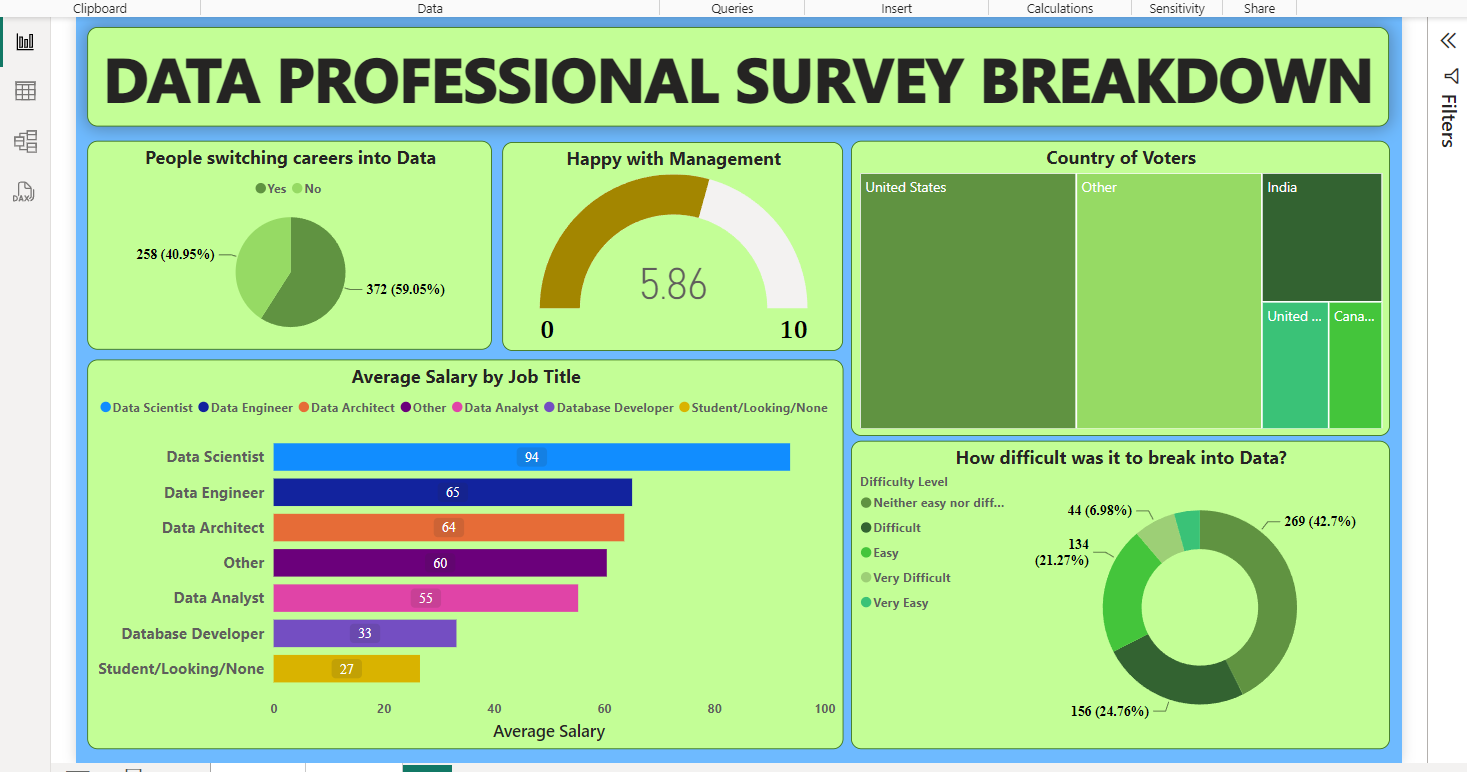 Clipboard
Data
Queries
Insert
Calculations
Sensitivity
Share
DATA PROFESSIONAL SURVEY BREAKDOWN
Filters
DAX
People switching careers into Data
Yes No
258 (40.95%)
372 (59.05%)
Happy with Management
5.86
0
10
Country of Voters
United States
Other
India
United ...
Cana...
Average Salary by Job Title
Data Scientist Data Engineer Data Architect Other Data Analyst Database Developer Student/Looking/None
Data Scientist 94
Data Engineer 65
Data Architect 64
Other 60
Data Analyst 55
Database Developer 33
Student/Looking/None 27
0 20 40 60 80 100
Average Salary
How difficult was it to break into Data?
Difficulty Level
Neither easy nor diff...
Difficult
Easy
Very Difficult
Very Easy
44 (6.98%)
269 (42.7%)
134
(21.27%)
156 (24.76%)